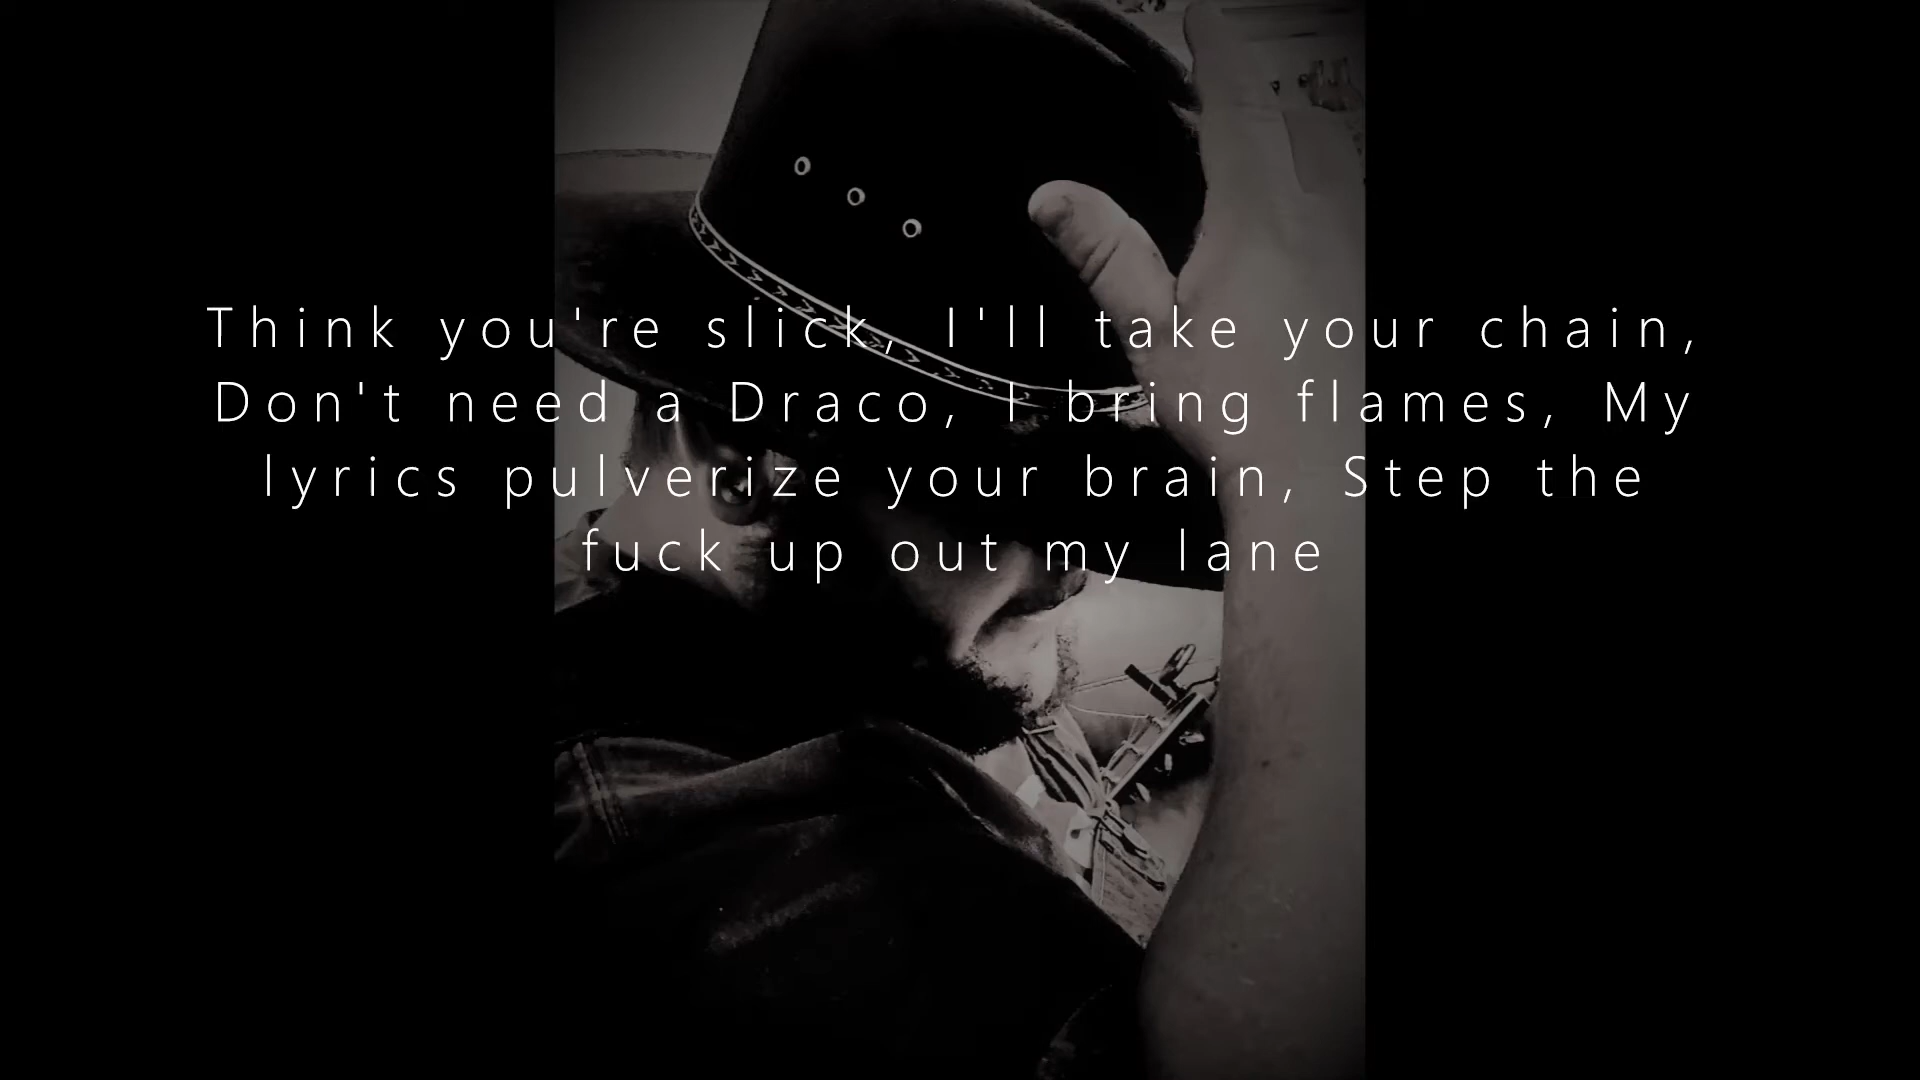 Think you're slick, I'll take your chain,
Don't need a Draco, I bring flames, My
lyrics pulverize your brain, Step the
fuck up out my lane